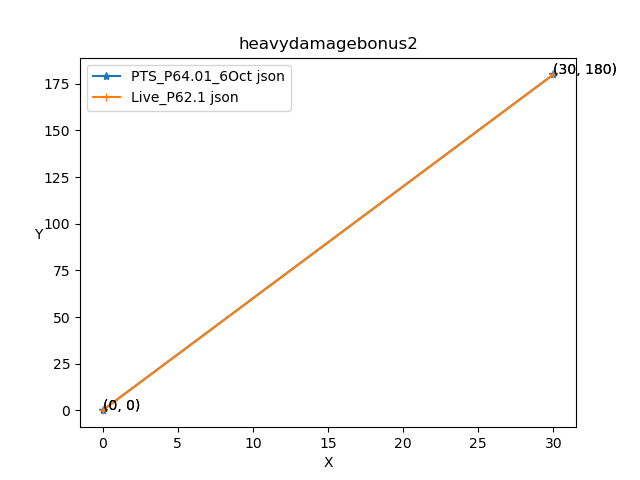 heavydamagebonus2
PTS_P64.01_6Oct json
Live_P62.1 json
(30, 180)
(0, 0)
Y
175
150
125
100
75
50
25
0
0 5 10 15 20 25 30
X